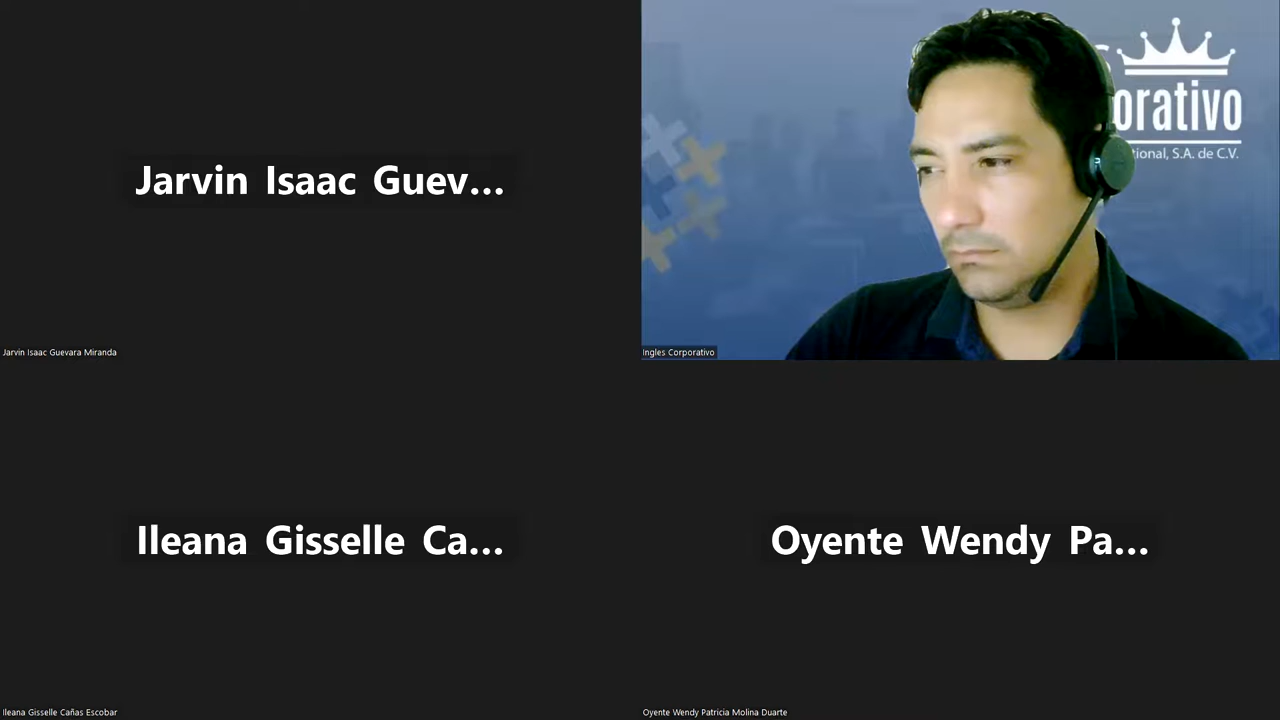 Jarvin Isaac Guev...
Jarvin Isaac Guevara Miranda
s
orativo
tional, S.A. de C.V.
Ingles Corporativo
Ileana Gisselle Ca...
Ileana Gisselle Cañas Escobar
Oyente Wendy Pa...
Oyente Wendy Patricia Molina Duarte